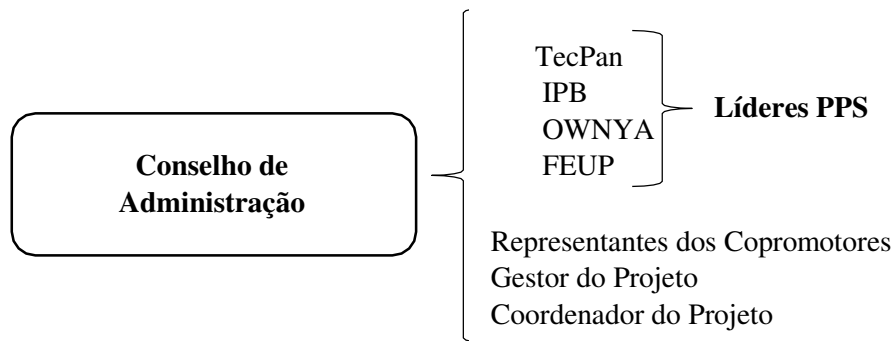 Conselho de
Administração
TecPan
IPB
OWNYA
FEUP
Líderes PPS
Representantes dos Copromotores
Gestor do Projeto
Coordenador do Projeto